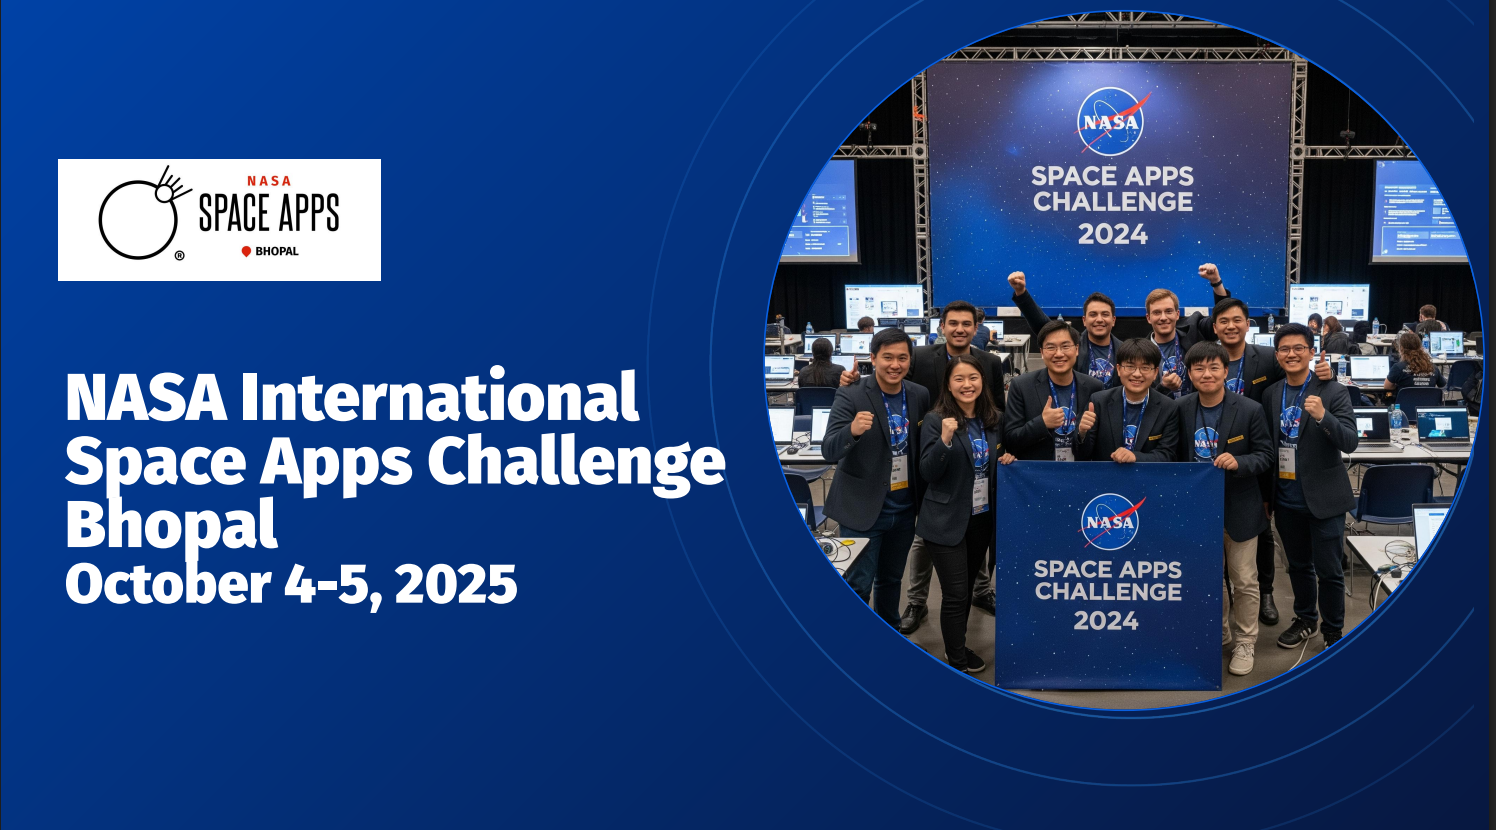 NASA
SPACE APPS
BHOPAL
®
NASA International
Space Apps Challenge
Bhopal
October 4-5, 2025
NASA
SPACE APPS
CHALLENGE
2024
NASA
SPACE APPS
CHALLENGE
2024